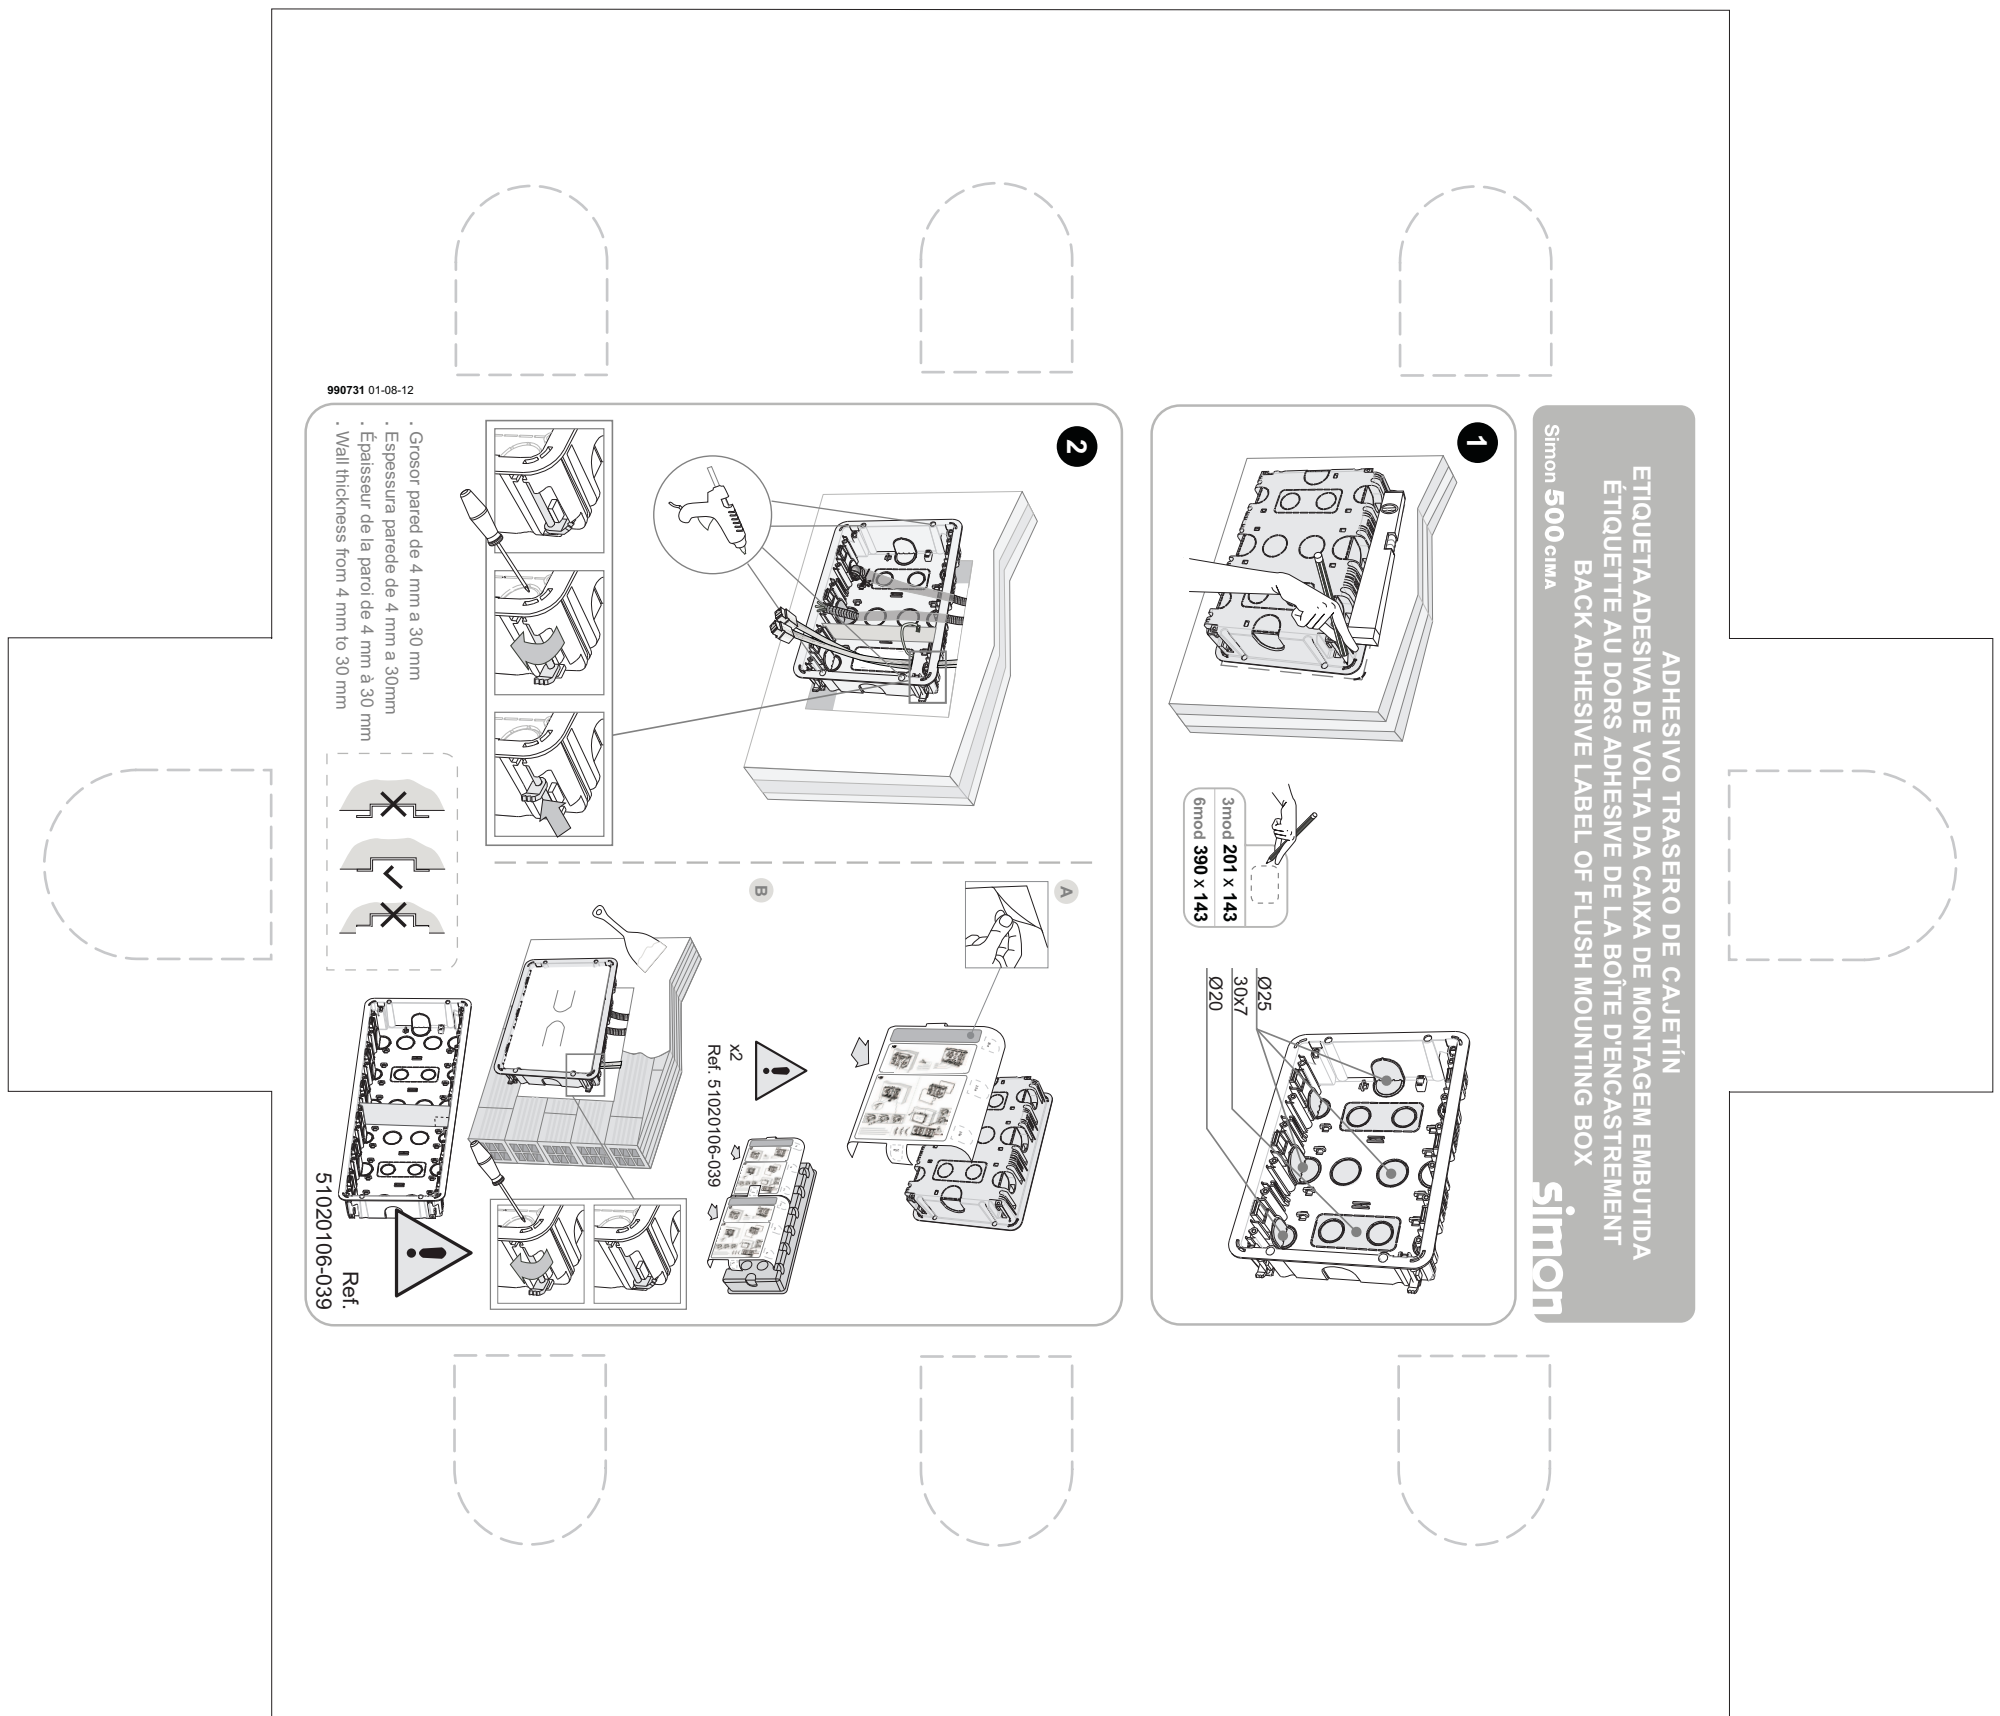 990731 01-08-12
ADHESIVO TRASERO DE CAJETÍN
ETIQUETA ADESIVA DE VOLTA DA CAIXA DE MONTAGEM EMBUTIDA
ÉTIQUETTE AU DORS ADHESIVE DE LA BOÎTE D'ENCASTREMENT
BACK ADHESIVE LABEL OF FLUSH MOUNTING BOX
Simon 500 CIMA
simon
1
3mod 201 x 143
6mod 390 x 143
Ø25
30x7
Ø20
2
A
B
x2
Ref. 51020106-039
. Grosor pared de 4 mm a 30 mm
. Espessura parede de 4 mm a 30mm
. Épaisseur de la paroi de 4 mm à 30 mm
. Wall thickness from 4 mm to 30 mm
Ref.
51020106-039